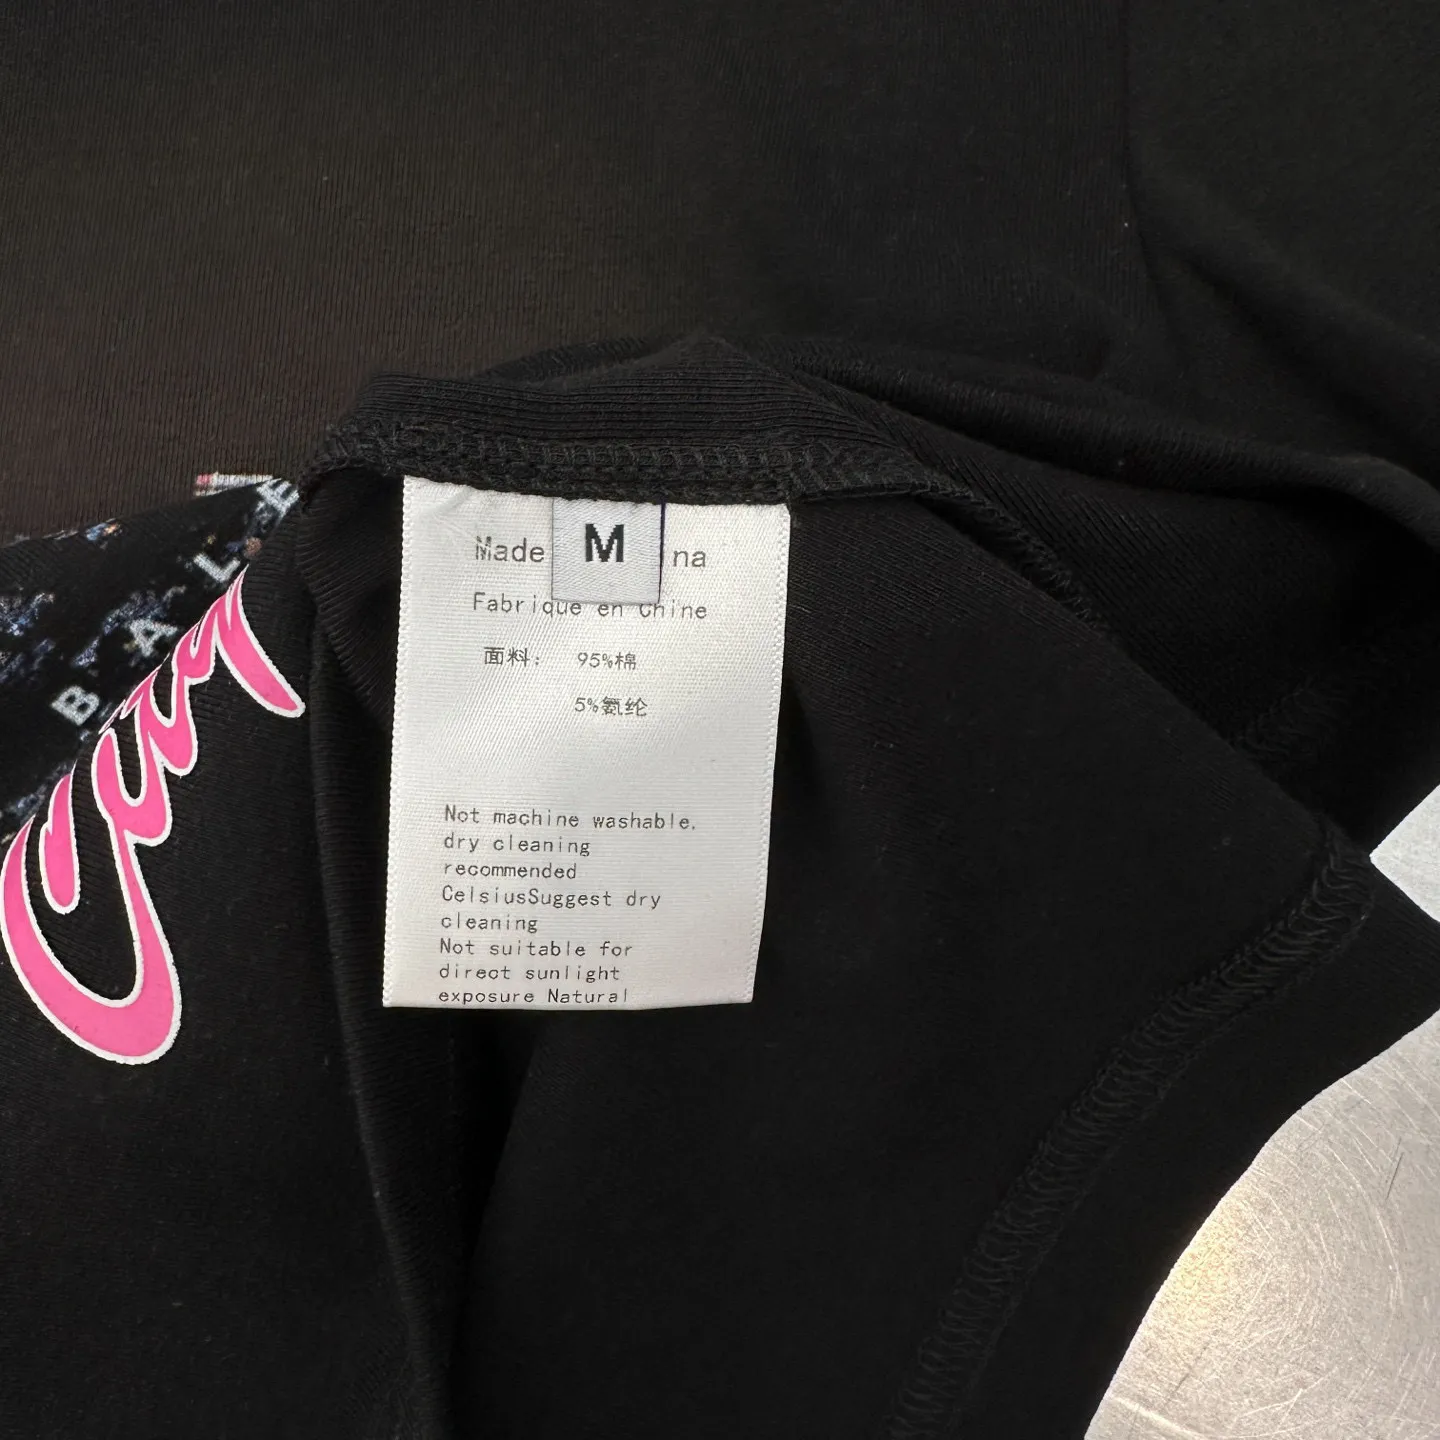 B A L E
M
Made na
Fabrique en Chine
面料: 95%棉
5%氨纶
Not machine washable,
dry cleaning
recommended
CelsiusSuggest dry
cleaning
Not suitable for
direct sunlight
exposure Natural